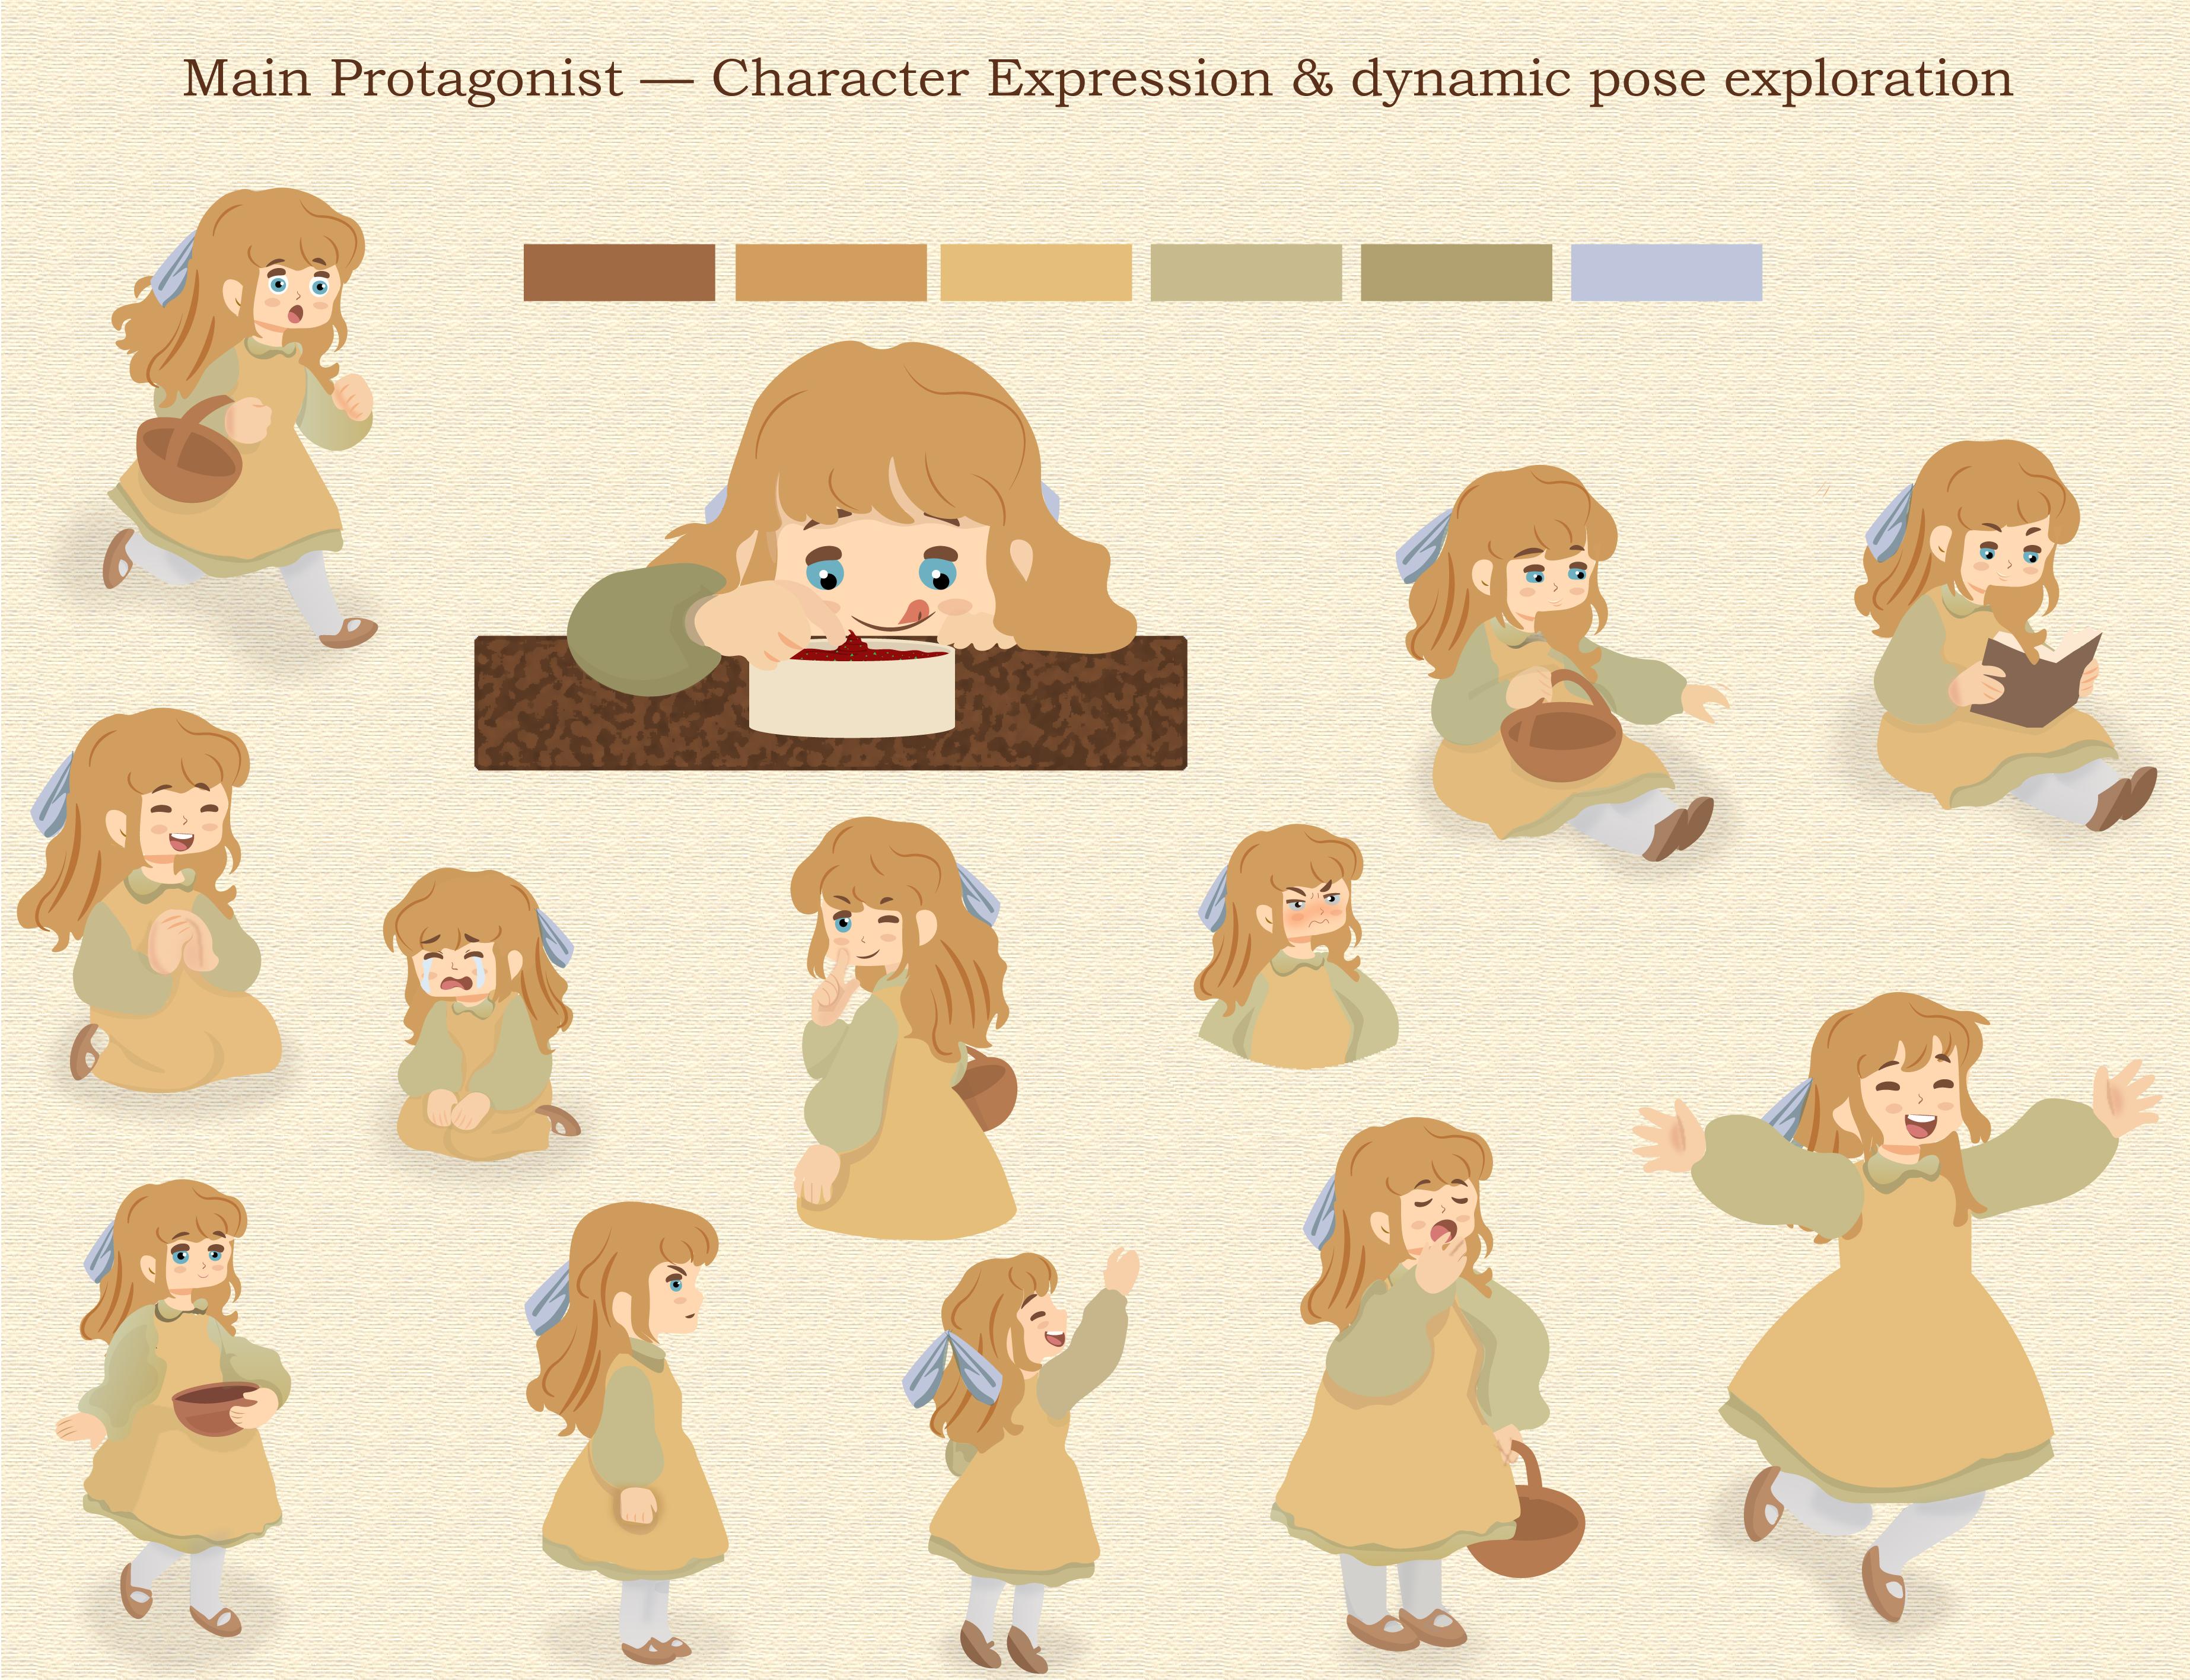 Main Protagonist — Character Expression & dynamic pose exploration